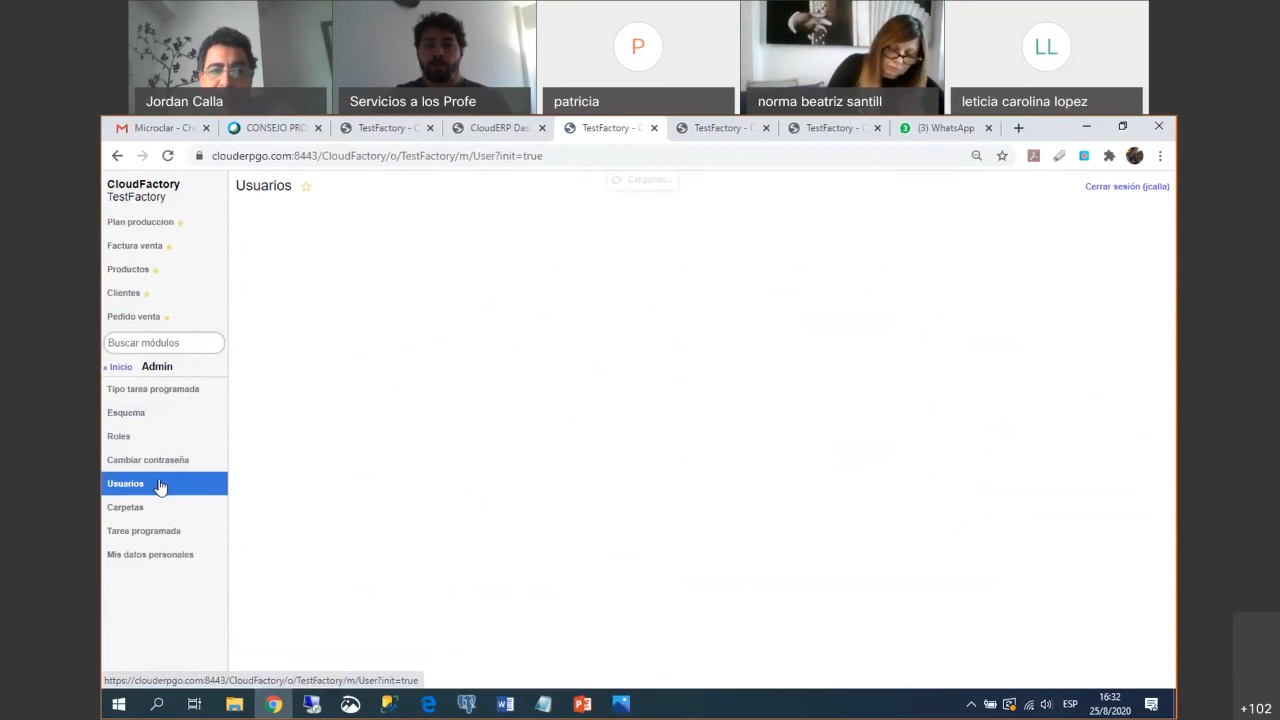 P
LL
Jordan Calla
Servicios a los Profe
patricia
norma beatriz santill
leticia carolina lopez
Microclar - Ch
CONSEJO PRO
TestFactory - C
CloudERP Das
TestFactory - C
TestFactory - C
TestFactory - C
(3) WhatsApp
clouderpgo.com:8443/CloudFactory/o/TestFactory/m/User?init=true
CloudFactory
TestFactory
Usuarios
Cargando...
Cerrar sesión (jcalla)
Plan produccion
Factura venta
Productos
Clientes
Pedido venta
Buscar módulos
« Inicio Admin
Tipo tarea programada
Esquema
Roles
Cambiar contraseña
Usuarios
Carpetas
Tarea programada
Mis datos personales
https://clouderpgo.com:8443/CloudFactory/o/TestFactory/m/User?init=true
ESP
16:32
25/8/2020
+102